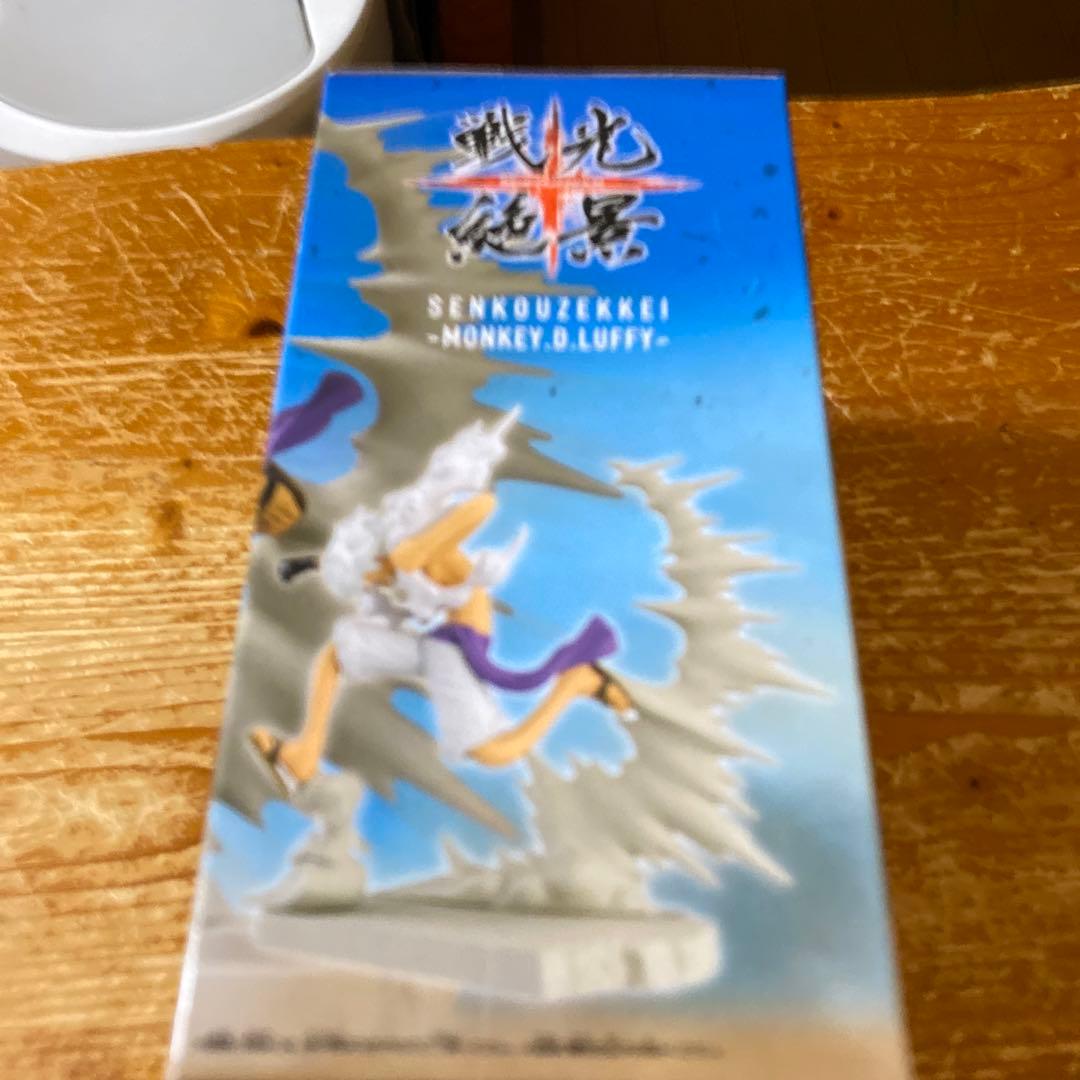 戦光
絶景
SENKOUZEKKEI
-MONKEY.D.LUFFY-